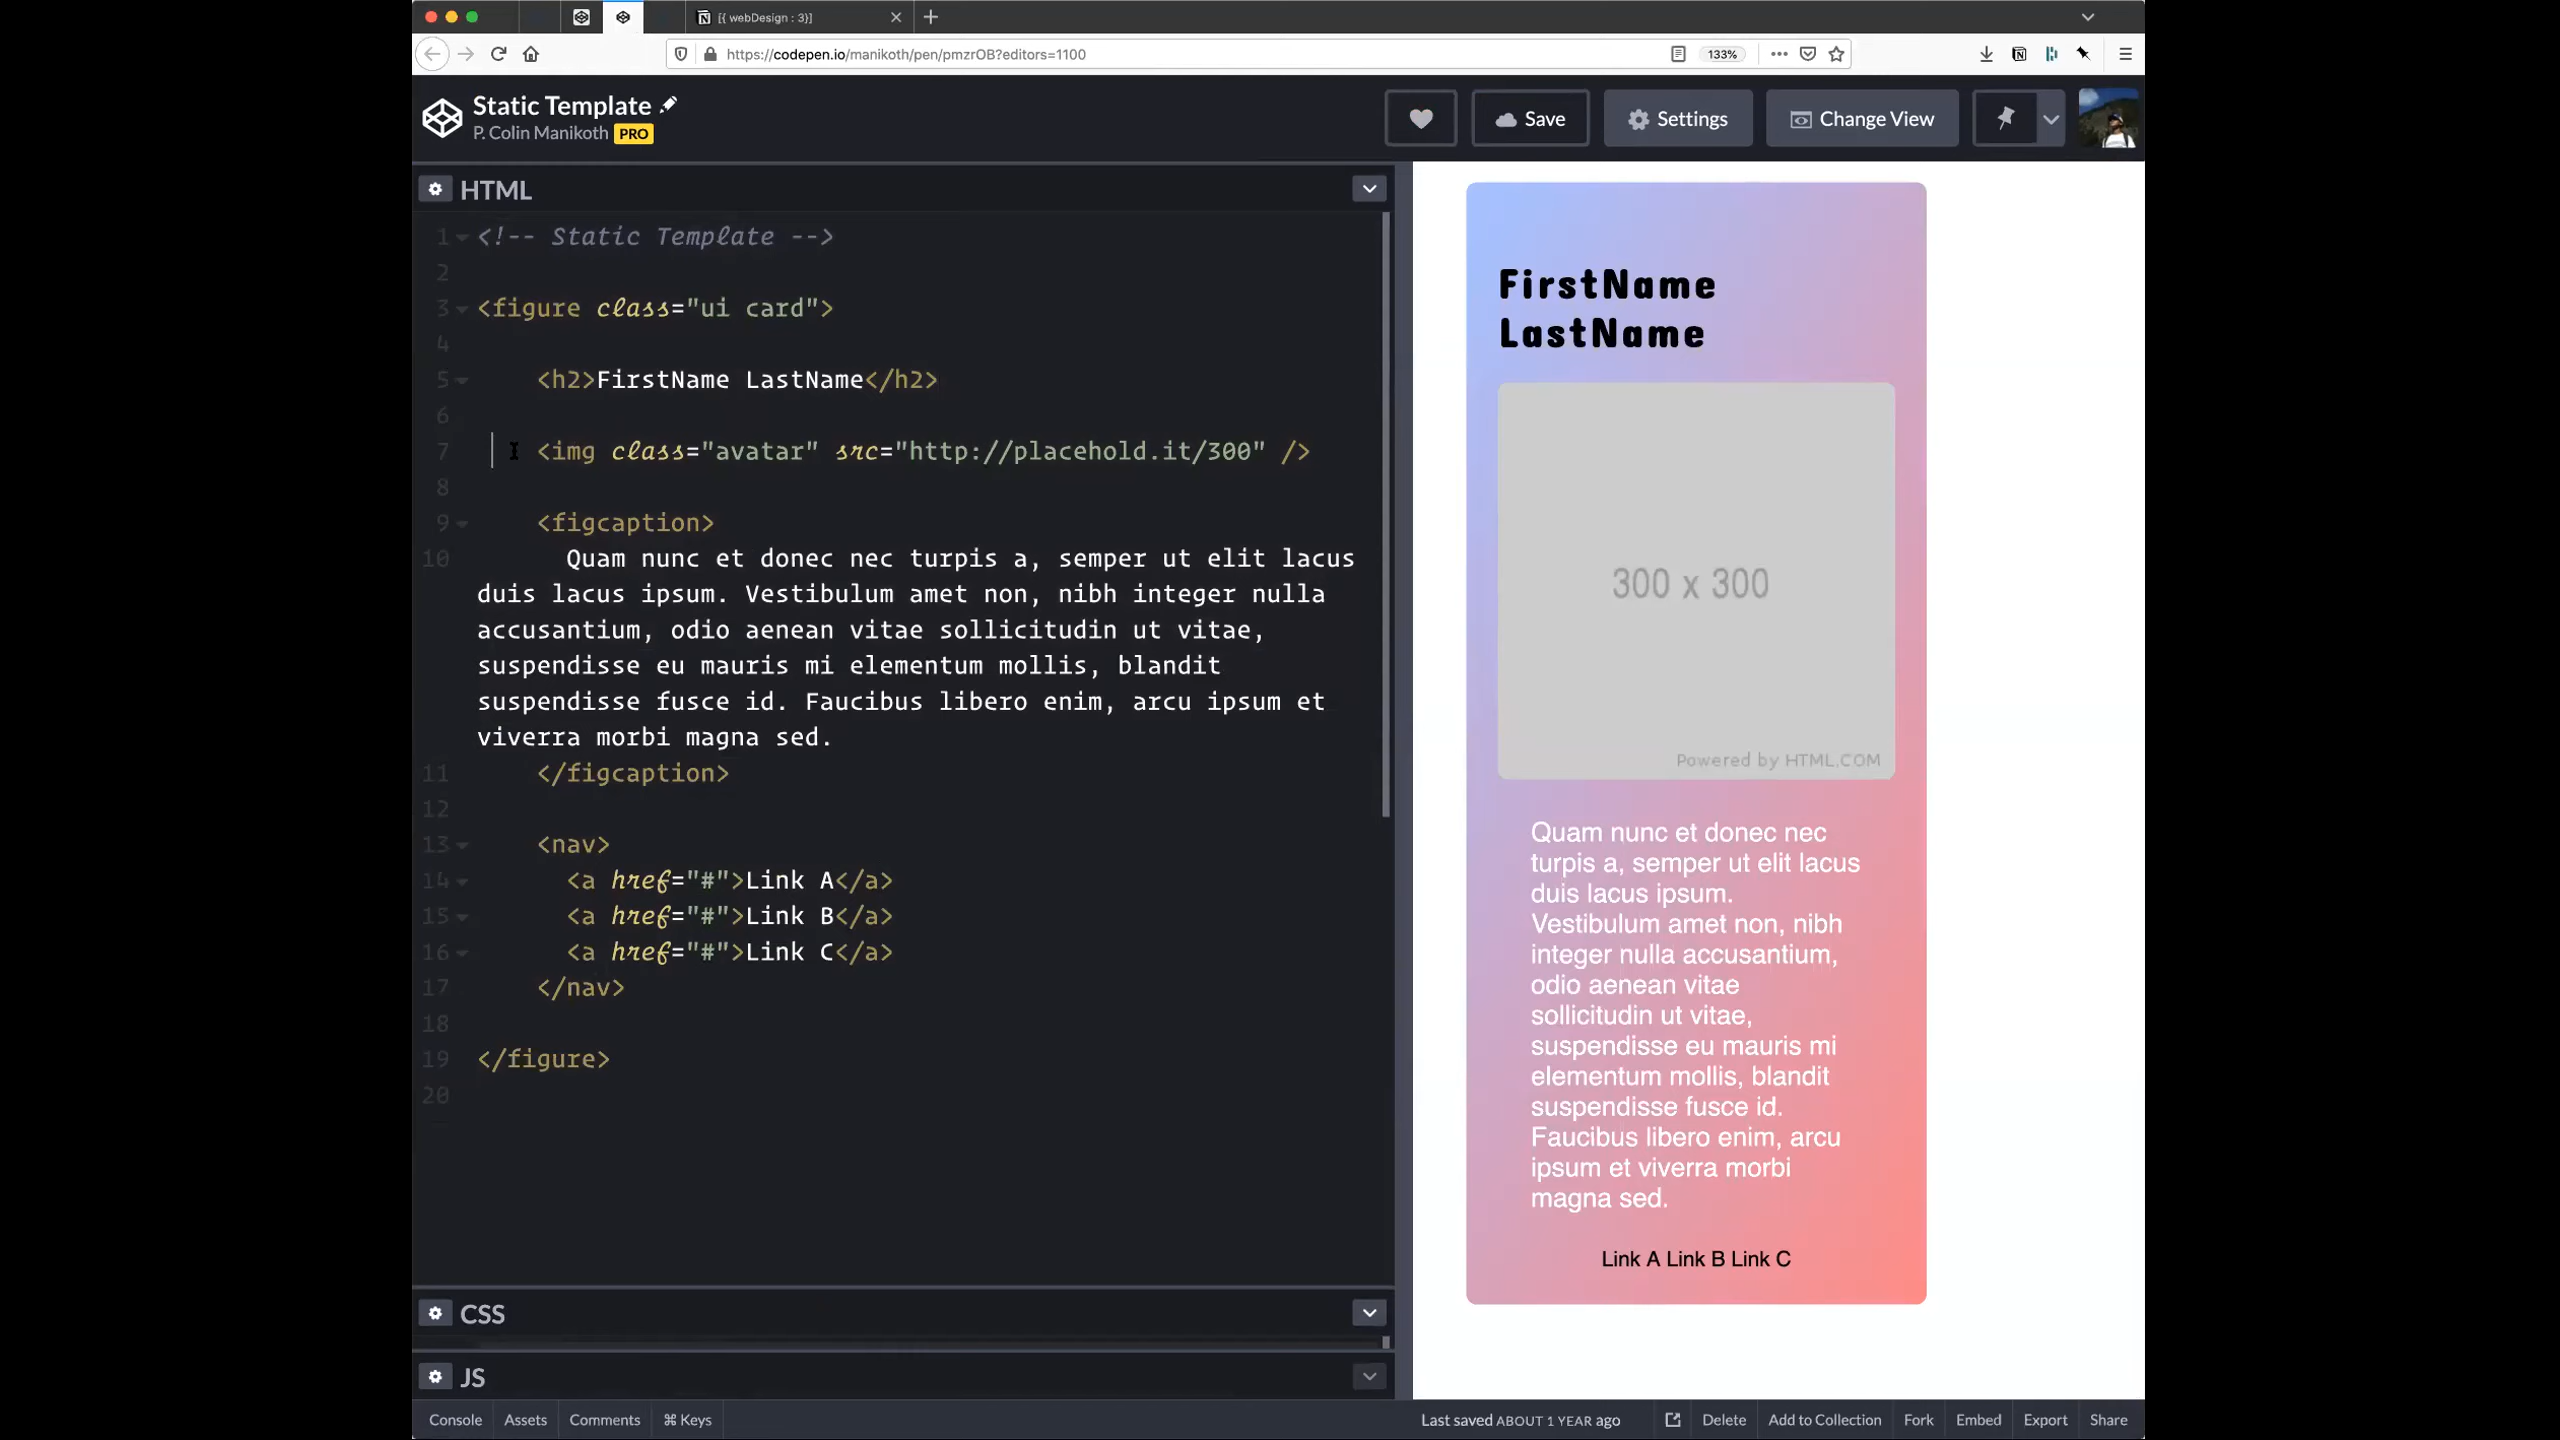 [{ webDesign : 3}]
https://codepen.io/manikoth/pen/pmzrOB?editors=1100
133%
Static Template
P. Colin Manikoth PRO
Save
Settings
Change View
HTML
1 <!-- Static Template -->
2
3 <figure class="ui card">
4
5 <h2>FirstName LastName</h2>
6
7 <img class="avatar" src="http://placehold.it/300" />
8
9 <figcaption>
10 Quam nunc et donec nec turpis a, semper ut elit lacus
duis lacus ipsum. Vestibulum amet non, nibh integer nulla
accusantium, odio aenean vitae sollicitudin ut vitae,
suspendisse eu mauris mi elementum mollis, blandit
suspendisse fusce id. Faucibus libero enim, arcu ipsum et
viverra morbi magna sed.
11 </figcaption>
12
13 <nav>
14 <a href="#">Link A</a>
15 <a href="#">Link B</a>
16 <a href="#">Link C</a>
17 </nav>
18
19 </figure>
20
CSS
JS
FirstName
LastName
300 x 300
Powered by HTML.COM
Quam nunc et donec nec
turpis a, semper ut elit lacus
duis lacus ipsum.
Vestibulum amet non, nibh
integer nulla accusantium,
odio aenean vitae
sollicitudin ut vitae,
suspendisse eu mauris mi
elementum mollis, blandit
suspendisse fusce id.
Faucibus libero enim, arcu
ipsum et viverra morbi
magna sed.
Link A Link B Link C
Console
Assets
Comments
⌘ Keys
Last saved ABOUT 1 YEAR ago
Delete
Add to Collection
Fork
Embed
Export
Share